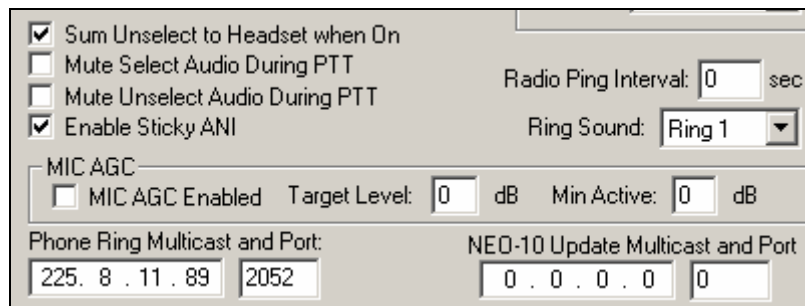 Sum Unselect to Headset when On
Mute Select Audio During PTT
Mute Unselect Audio During PTT
Enable Sticky ANI
Radio Ping Interval: 0 sec
Ring Sound: Ring 1
MIC AGC
MIC AGC Enabled Target Level: 0 dB Min Active: 0 dB
Phone Ring Multicast and Port:
225. 8 . 11 . 89 2052
NEO-10 Update Multicast and Port
0 . 0 . 0 . 0 0